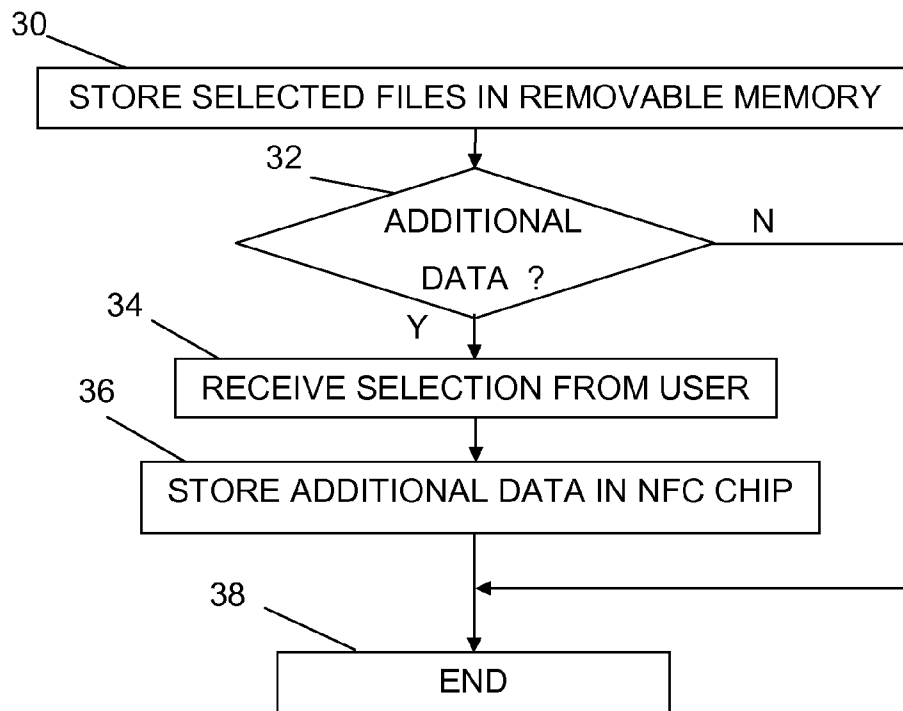 30
STORE SELECTED FILES IN REMOVABLE MEMORY
32
ADDITIONAL
DATA ?
N
Y
34
RECEIVE SELECTION FROM USER
36
STORE ADDITIONAL DATA IN NFC CHIP
38
END